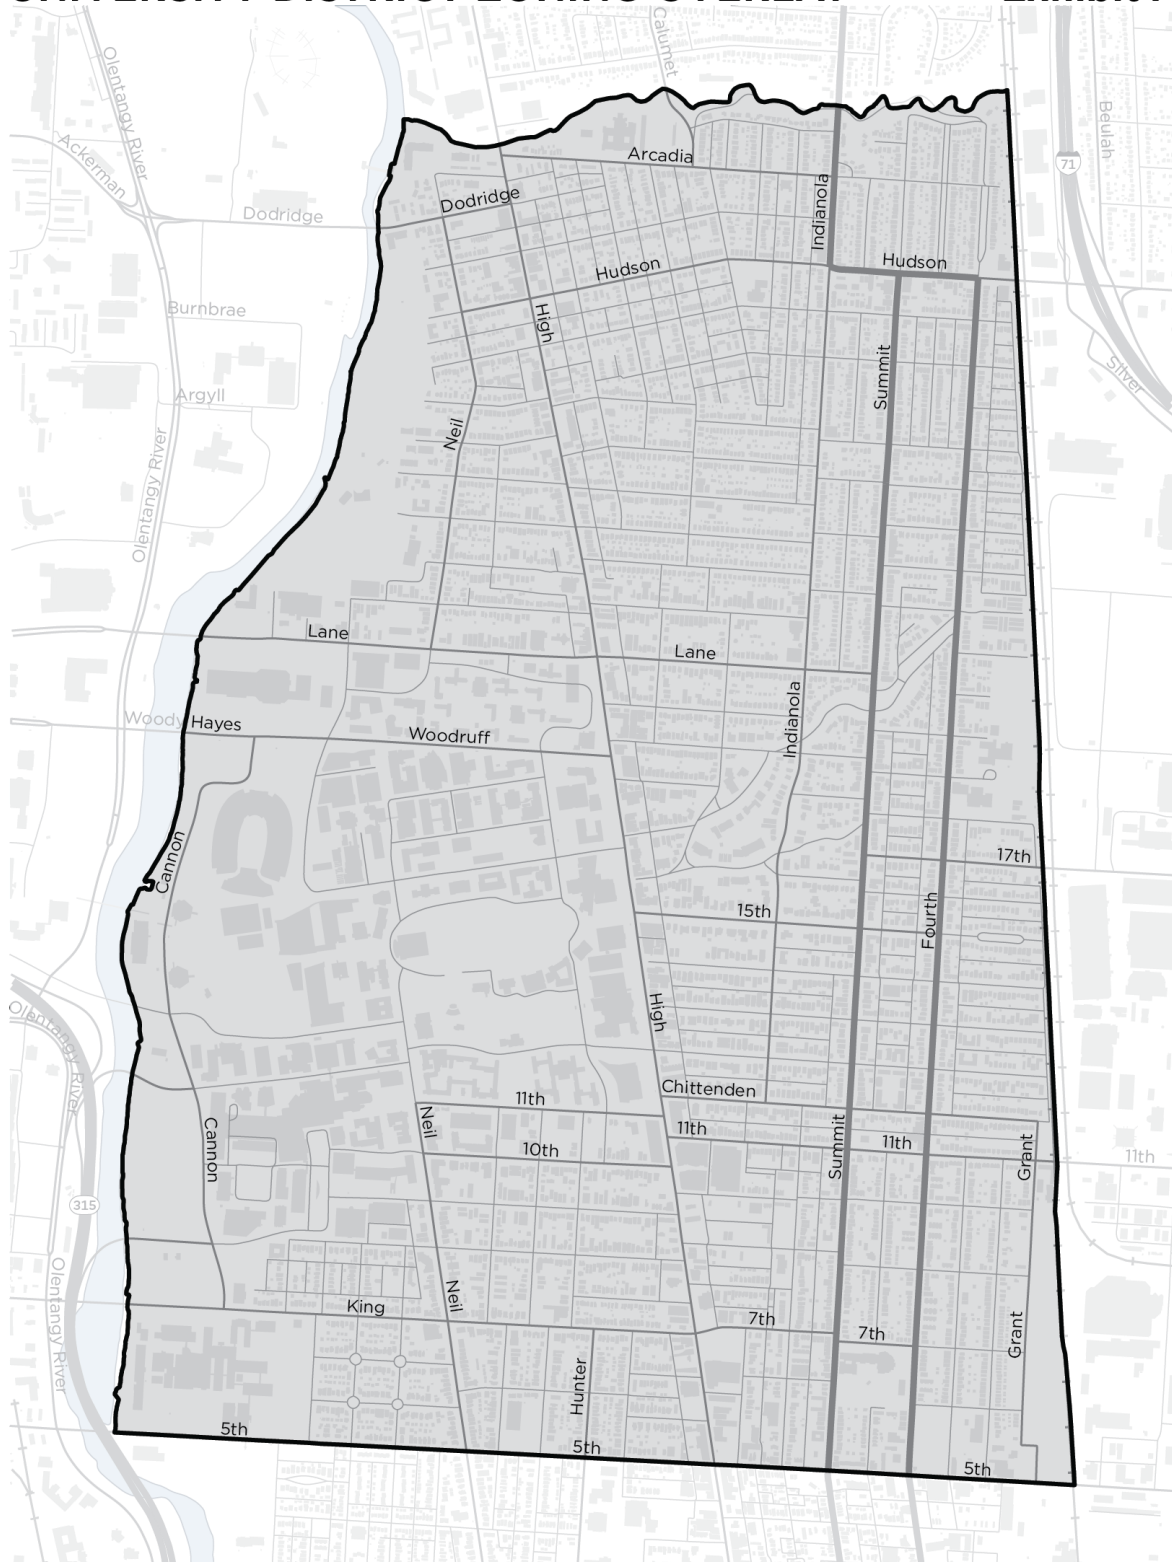 Calumet
Olentangy River
Beulah
Ackerman
71
Arcadia
Dodridge
Dodridge
Indianola
Hudson
Hudson
Burnbrae
High
Summit
Silver
Argyll
Neil
Olentangy River
Lane
Lane
Indianola
Woody Hayes
Woodruff
Cannon
17th
15th
Fourth
High
Olentangy River
Chittenden
11th
Neil
11th
11th
Summit
Cannon
10th
Grant
11th
315
Olentangy River
Neil
King
7th
7th
Grant
Hunter
5th
5th
5th